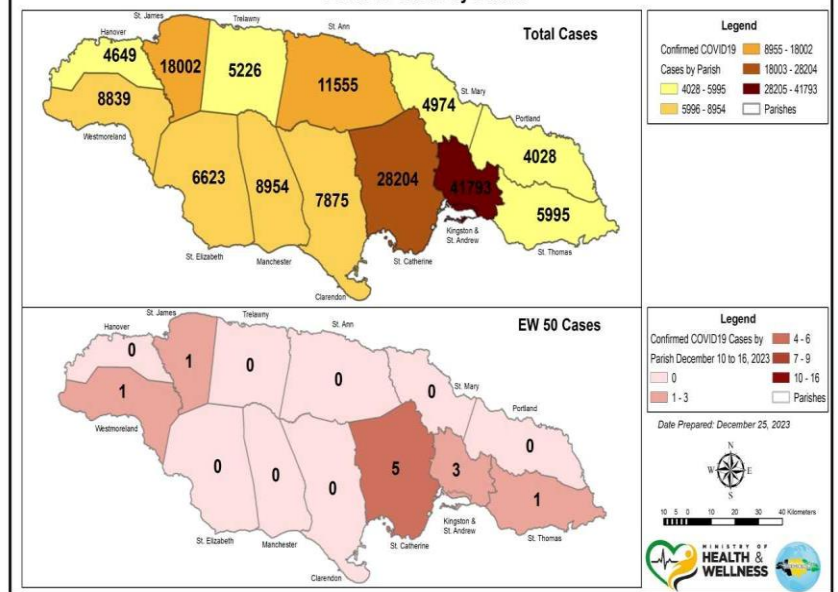 Total Cases
St. James
Trelawny
St. Ann
Hanover
4649
18002
5226
11555
8839
4974
St. Mary
Westmoreland
Portland
6623
8954
7875
28204
41793
4028
5995
Kingston &
St. Andrew
St. Elizabeth
Manchester
St. Catherine
St. Thomas
Clarendon
Legend
Confirmed COVID19
Cases by Parish
4028 - 5995
5996 - 8954
8955 - 18002
18003 - 28204
28205 - 41793
Parishes
EW 50 Cases
St. James
Trelawny
St. Ann
Hanover
0
1
0
0
1
0
St. Mary
Westmoreland
Portland
0
0
0
0
5
3
1
Kingston &
St. Andrew
St. Elizabeth
Manchester
St. Catherine
St. Thomas
Clarendon
Legend
Confirmed COVID19 Cases by
Parish December 10 to 16, 2023
0
1 - 3
4 - 6
7 - 9
10 - 16
Parishes
Date Prepared: December 25, 2023
N
W E
S
10 5 0 10 20 30 40 Kilometers
MINISTRY OF
HEALTH &
WELLNESS